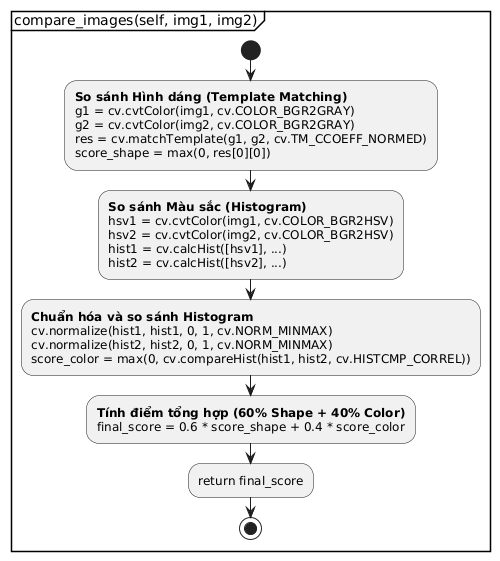 compare_images(self, img1, img2)
So sánh Hình dáng (Template Matching)
g1 = cv.cvtColor(img1, cv.COLOR_BGR2GRAY)
g2 = cv.cvtColor(img2, cv.COLOR_BGR2GRAY)
res = cv.matchTemplate(g1, g2, cv.TM_CCOEFF_NORMED)
score_shape = max(0, res[0][0])
So sánh Màu sắc (Histogram)
hsv1 = cv.cvtColor(img1, cv.COLOR_BGR2HSV)
hsv2 = cv.cvtColor(img2, cv.COLOR_BGR2HSV)
hist1 = cv.calcHist([hsv1], ...)
hist2 = cv.calcHist([hsv2], ...)
Chuẩn hóa và so sánh Histogram
cv.normalize(hist1, hist1, 0, 1, cv.NORM_MINMAX)
cv.normalize(hist2, hist2, 0, 1, cv.NORM_MINMAX)
score_color = max(0, cv.compareHist(hist1, hist2, cv.HISTCMP_CORREL))
Tính điểm tổng hợp (60% Shape + 40% Color)
final_score = 0.6 * score_shape + 0.4 * score_color
return final_score